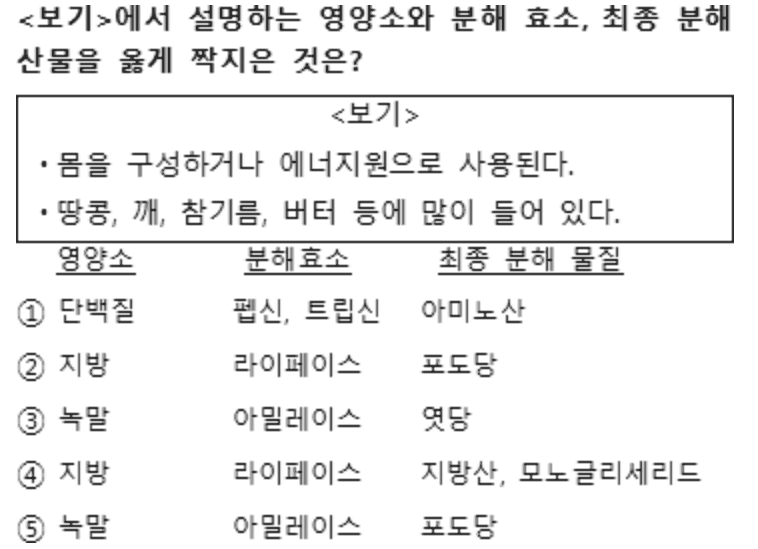 <보기>에서 설명하는 영양소와 분해 효소, 최종 분해
산물을 옳게 짝지은 것은?
<보기>
・몸을 구성하거나 에너지원으로 사용된다.
・땅콩, 깨, 참기름, 버터 등에 많이 들어 있다.
영양소 분해효소 최종 분해 물질
① 단백질 펩신, 트립신 아미노산
② 지방 라이페이스 포도당
③ 녹말 아밀레이스 엿당
④ 지방 라이페이스 지방산, 모노글리세리드
⑤ 녹말 아밀레이스 포도당